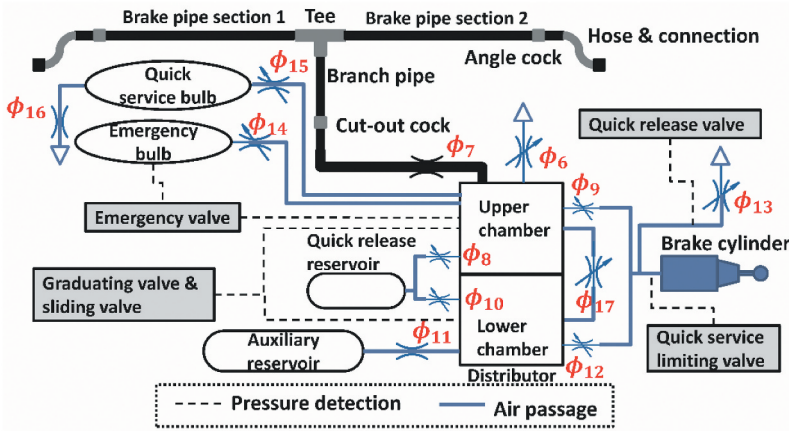 Brake pipe section 1
Tee
Brake pipe section 2
Hose & connection
Angle cock
Quick
service bulb
ϕ15
Branch pipe
ϕ16
Emergency
bulb
ϕ14
Cut-out cock
Quick release valve
ϕ7
ϕ6
ϕ9
ϕ13
Emergency valve
Upper
chamber
Quick release
reservoir
ϕ8
Brake cylinder
Graduating valve &
sliding valve
ϕ10
ϕ17
ϕ11
Lower
chamber
Auxiliary
reservoir
ϕ12
Quick service
limiting valve
Distributor
Pressure detection
Air passage